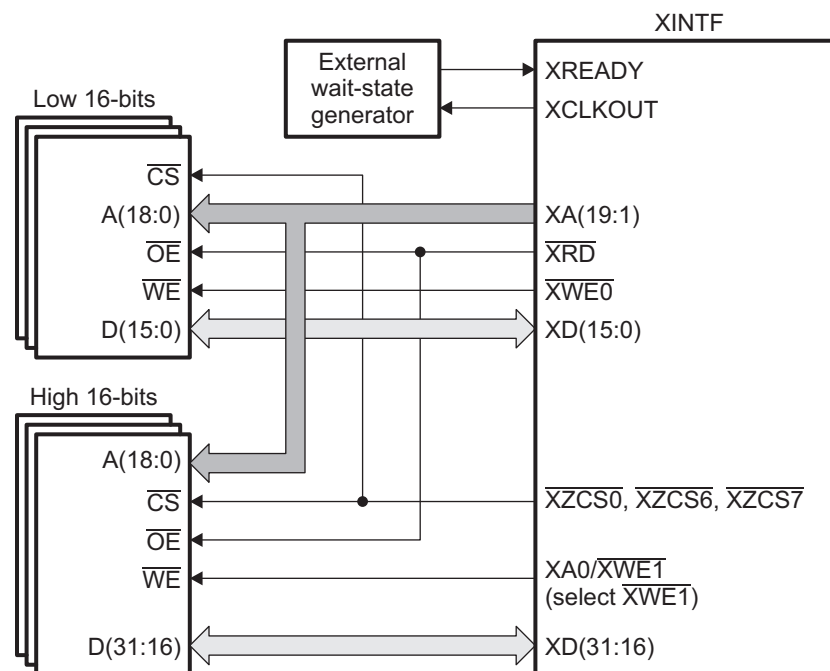 XINTF
External
wait-state
generator
XREADY
XCLKOUT
Low 16-bits
CS
A(18:0)
OE
WE
D(15:0)
XA(19:1)
XRD
XWE0
XD(15:0)
High 16-bits
A(18:0)
CS
OE
WE
D(31:16)
XZCS0, XZCS6, XZCS7
XA0/XWE1
(select XWE1)
XD(31:16)